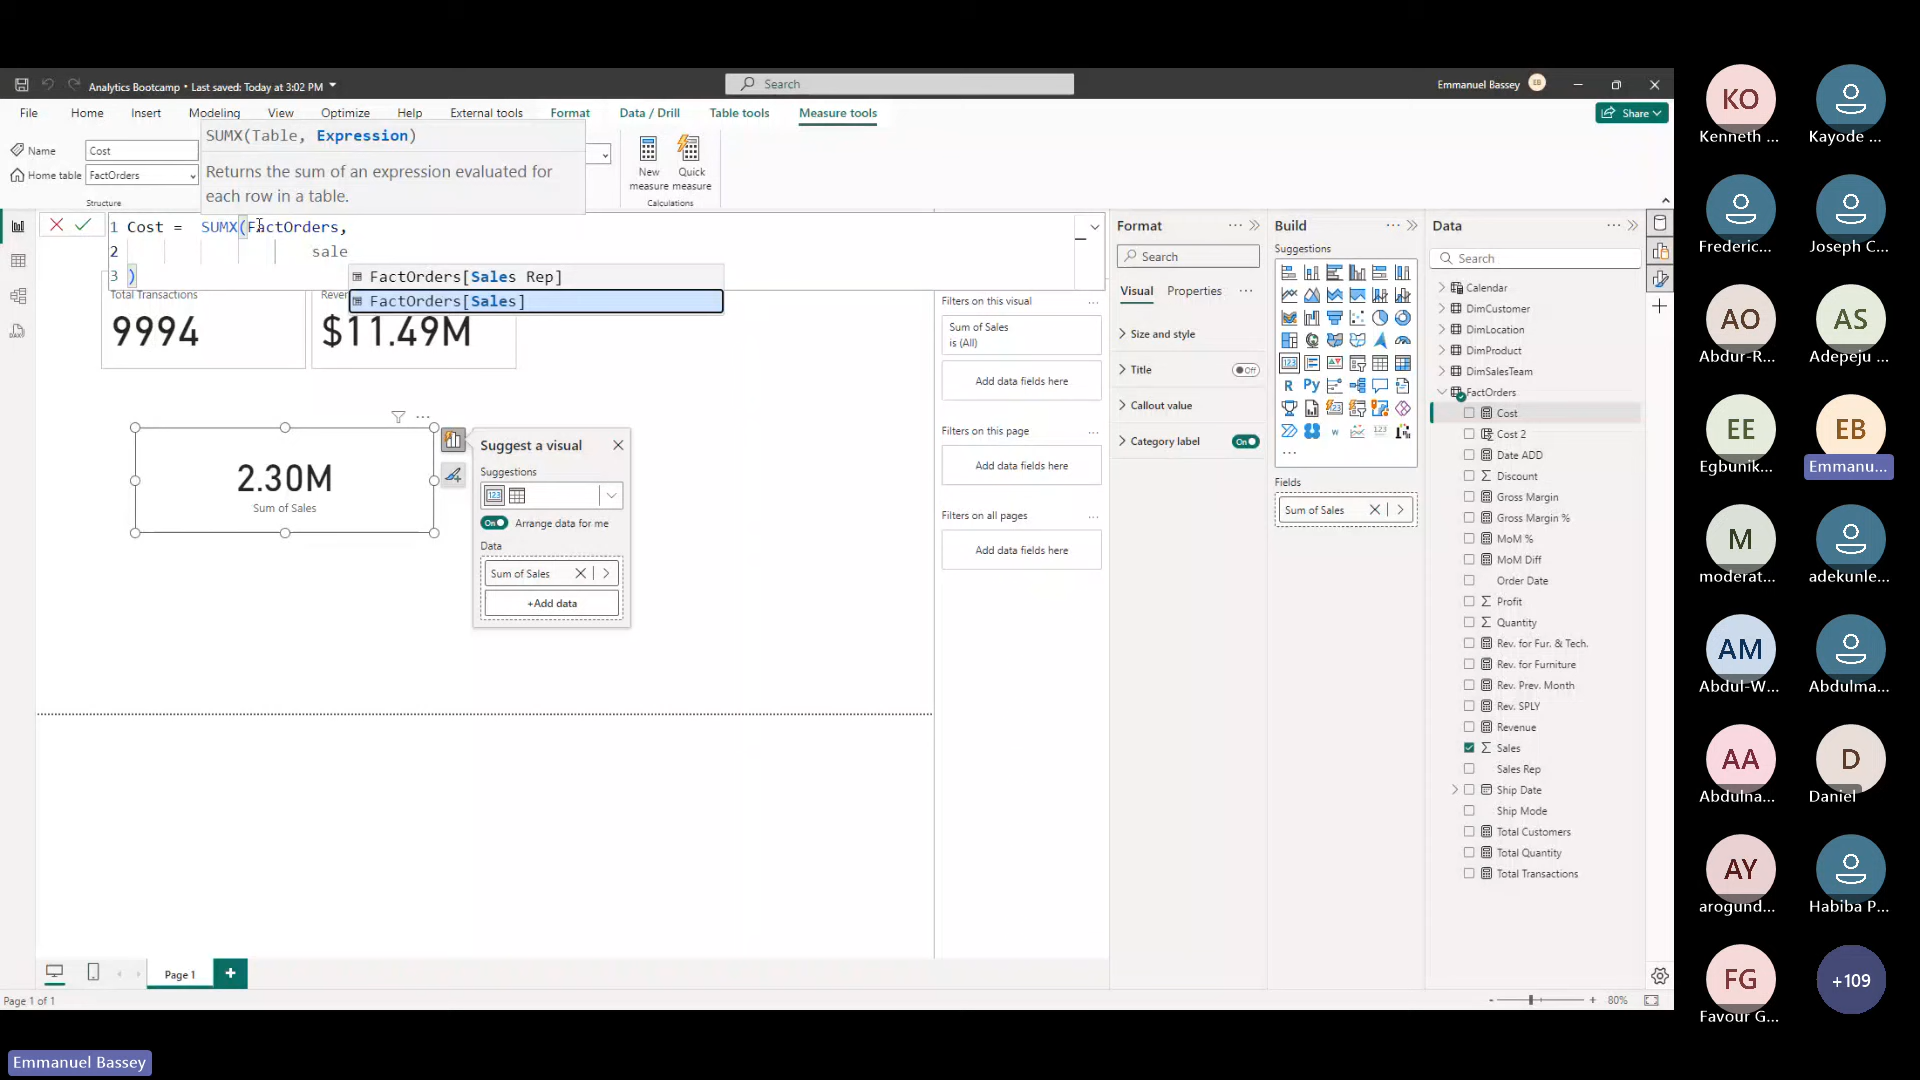 Analytics Bootcamp • Last saved: Today at 3:02 PM
Search
Emmanuel Bassey
EB
File
Home
Insert
Modeling
View
Optimize
Help
External tools
Format
Data / Drill
Table tools
Measure tools
Share
Name
Cost
Home table
FactOrders
Structure
SUMX(Table, Expression)
Returns the sum of an expression evaluated for
each row in a table.
New
measure
Quick
measure
Calculations
1 Cost = SUMX(FactOrders,
2 sale
3 )
FactOrders[Sales Rep]
FactOrders[Sales]
Total Transactions
9994
Reve
$11.49M
2.30M
Sum of Sales
Suggest a visual
Suggestions
123
On
Arrange data for me
Data
Sum of Sales
+Add data
Filters on this visual
...
Sum of Sales
is (All)
Add data fields here
Filters on this page
...
Add data fields here
Filters on all pages
...
Add data fields here
Format
Search
Visual
Properties
Size and style
Title
Off
Callout value
Category label
On
Build
Suggestions
123
R
Py
...
Fields
Sum of Sales
Data
Search
Calendar
DimCustomer
DimLocation
DimProduct
DimSalesTeam
FactOrders
Cost
Cost 2
Date ADD
Discount
Gross Margin
Gross Margin %
MoM %
MoM Diff
Order Date
Profit
Quantity
Rev. for Fur. & Tech.
Rev. for Furniture
Rev. Prev. Month
Rev. SPLY
Revenue
Sales
Sales Rep
Ship Date
Ship Mode
Total Customers
Total Quantity
Total Transactions
Page 1
+
Page 1 of 1
- + 80%
Emmanuel Bassey
KO
Kenneth ...
Kayode ...
Frederic...
Joseph C...
AO
Abdur-R...
AS
Adepeju ...
EE
Egbunik...
EB
Emmanu...
M
moderat...
adekunle...
AM
Abdul-W...
Abdulma...
AA
Abdulna...
D
Daniel
AY
arogund...
Habiba P...
FG
Favour G...
+109